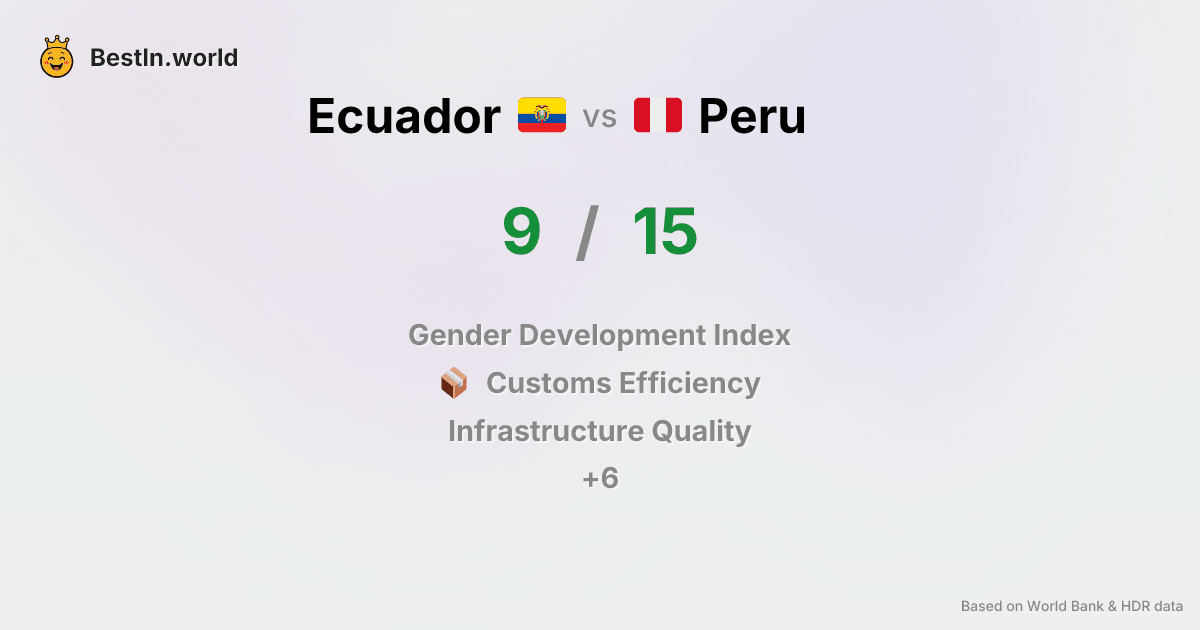 BestIn.world
Ecuador vs Peru
9 / 15
Gender Development Index
Customs Efficiency
Infrastructure Quality
+6
Based on World Bank & HDR data